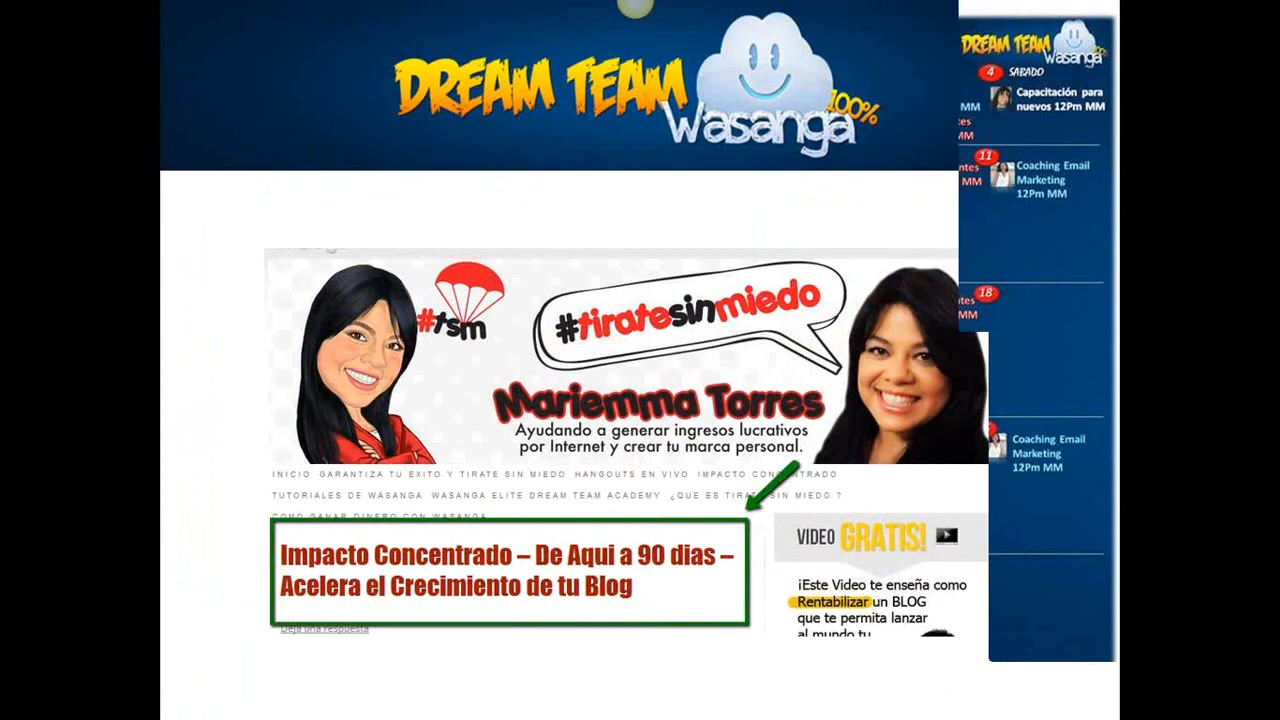 DREAM TEAM
Wasanga
100%
DREAM TEAM
Wasanga
4 SABADO
Capacitación para
nuevos 12Pm MM
MM
MM
11
Coaching Email
Marketing
12Pm MM
ntes
MM
18
MM
Coaching Email
Marketing
12Pm MM
#tsm
#tiratesinmiedo
Mariemma Torres
Ayudando a generar ingresos lucrativos
por Internet y crear tu marca personal.
INICIO GARANTIZA TU EXITO Y TIRATE SIN MIEDO HANGOUTS EN VIVO IMPACTO CONCENTRADO
TUTORIALES DE WASANGA WASANGA ELITE DREAM TEAM ACADEMY ¿QUE ES TIRATE SIN MIEDO ?
COMO GANAR DINERO CON WASANGA
Impacto Concentrado – De Aqui a 90 dias –
Acelera el Crecimiento de tu Blog
Deja una respuesta
VIDEO GRATIS!
¡Este Video te enseña como
Rentabilizar un BLOG
que te permita lanzar
al mundo tu